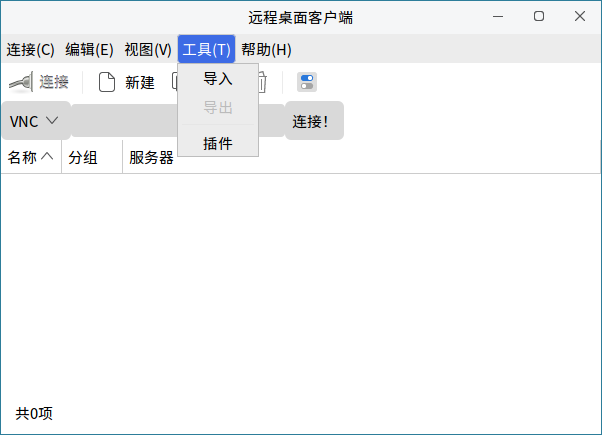 远程桌面客户端
连接(C) 编辑(E) 视图(V) 工具(T) 帮助(H)
连接 新建
导入
导出
插件
VNC 连接！
名称 分组 服务器
共0项